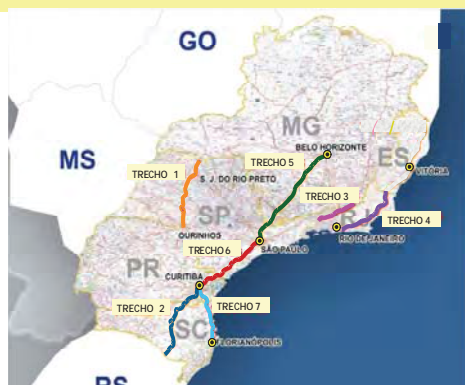 GO
MG
BELO HORIZONTE
ES
MS
TRECHO 1
TRECHO 5
VITÓRIA
S. J. DO RIO PRETO
TRECHO 3
SP
RJ
TRECHO 4
OURINHOS
RIO DE JANEIRO
TRECHO 6
SÃO PAULO
PR
CURITIBA
TRECHO 2
TRECHO 7
SC
FLORIANÓPOLIS
RS